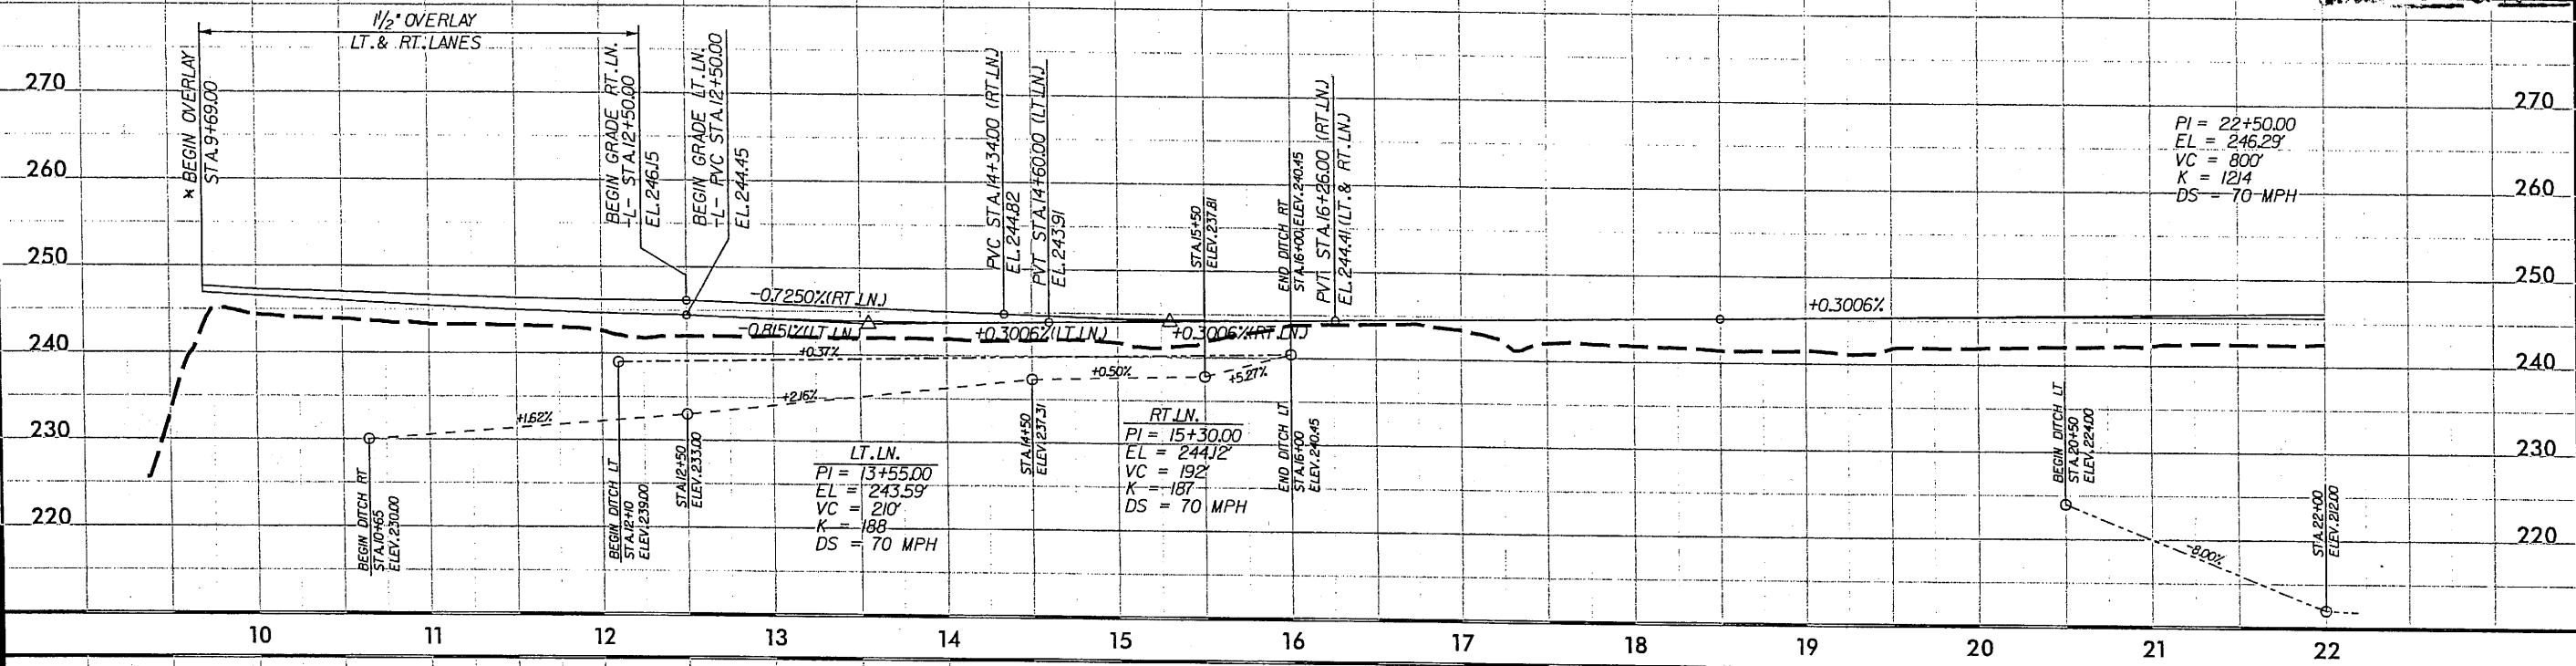 1½" OVERLAY
LT.& RT.LANES
* BEGIN OVERLAY
STA.9+69.00
BEGIN GRADE RT.LN.
-L- STA.12+50.00
EL.246.15
BEGIN GRADE LT.LN.
-L- PVC STA.12+50.00
EL.244.45
PVC STA.14+34.00 (RT.LN.)
EL.244.82
PVT STA.14+60.00 (LT.LN.)
EL.243.91
STA.15+50
ELEV.237.81
END DITCH RT
STA.16+00,ELEV.240.45
PVT STA.16+26.00 (RT.LN.)
EL.244.41(LT.& RT.LN.)
PI = 22+50.00
EL = 246.29'
VC = 800'
K = 1214
DS = 70 MPH
270
260
250
240
230
220
270
260
250
240
230
220
-0.7250%(RT.LN.)
-0.8151%(LT.LN.
+0.3006%(LT.LN.)
+0.3006%(RT.LN.)
+0.3006%
+0.37%
+1.62%
+2.16%
+0.50%
+5.27%
-8.00%
BEGIN DITCH RT
STA.10+65
ELEV.230.00
BEGIN DITCH LT
STA.12+10
ELEV.239.00
STA.12+50
ELEV.233.00
LT.LN.
PI = 13+55.00
EL = 243.59'
VC = 210'
K = 188
DS = 70 MPH
STA.14+50
ELEV.237.31
RT.LN.
PI = 15+30.00
EL = 244.12'
VC = 192'
K = 187
DS = 70 MPH
END DITCH LT
STA.16+00
ELEV.240.45
BEGIN DITCH LT
STA.20+50
ELEV.224.00
STA.22+00
ELEV.212.00
10 11 12 13 14 15 16 17 18 19 20 21 22